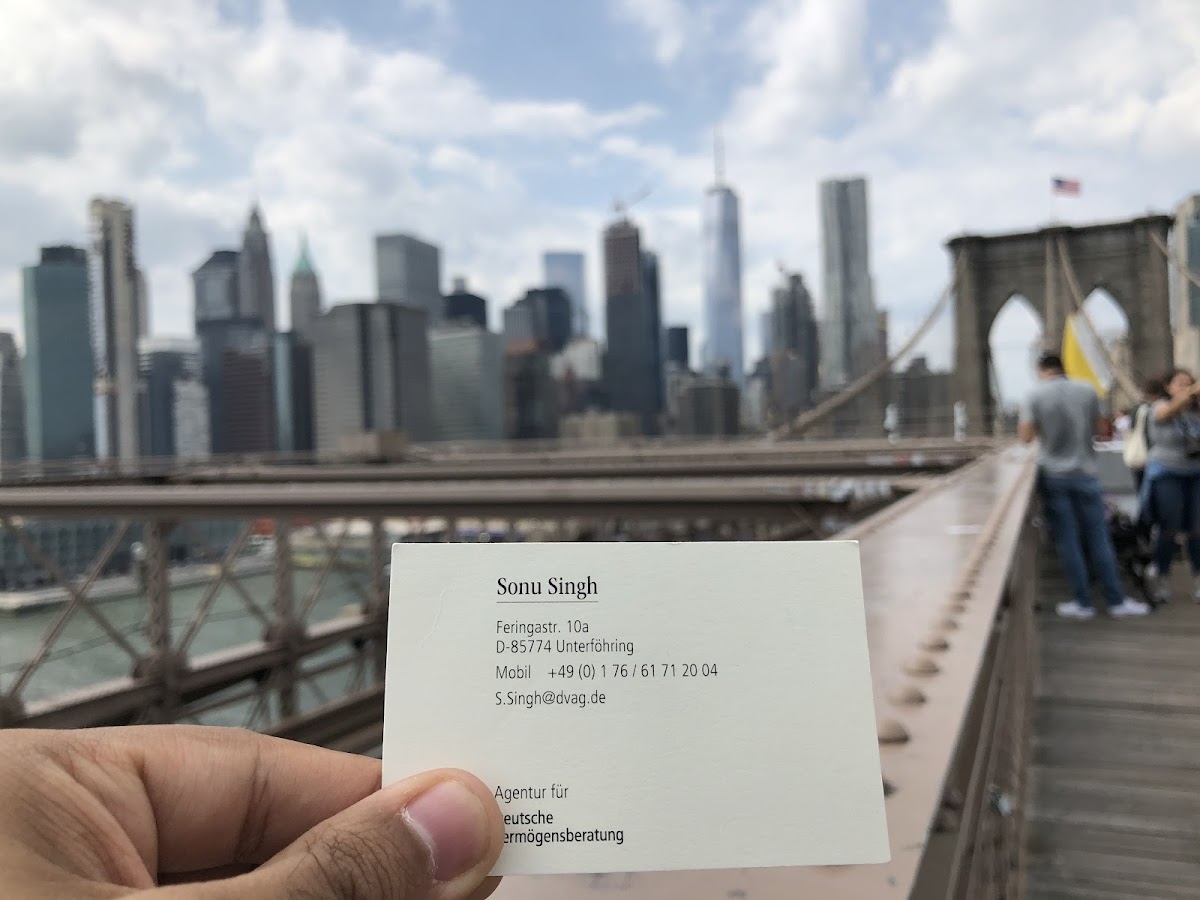 Sonu Singh
Feringastr. 10a
D-85774 Unterföhring
Mobil +49 (0) 1 76 / 61 71 20 04
S.Singh@dvag.de
Agentur für
eutsche
ermögensberatung